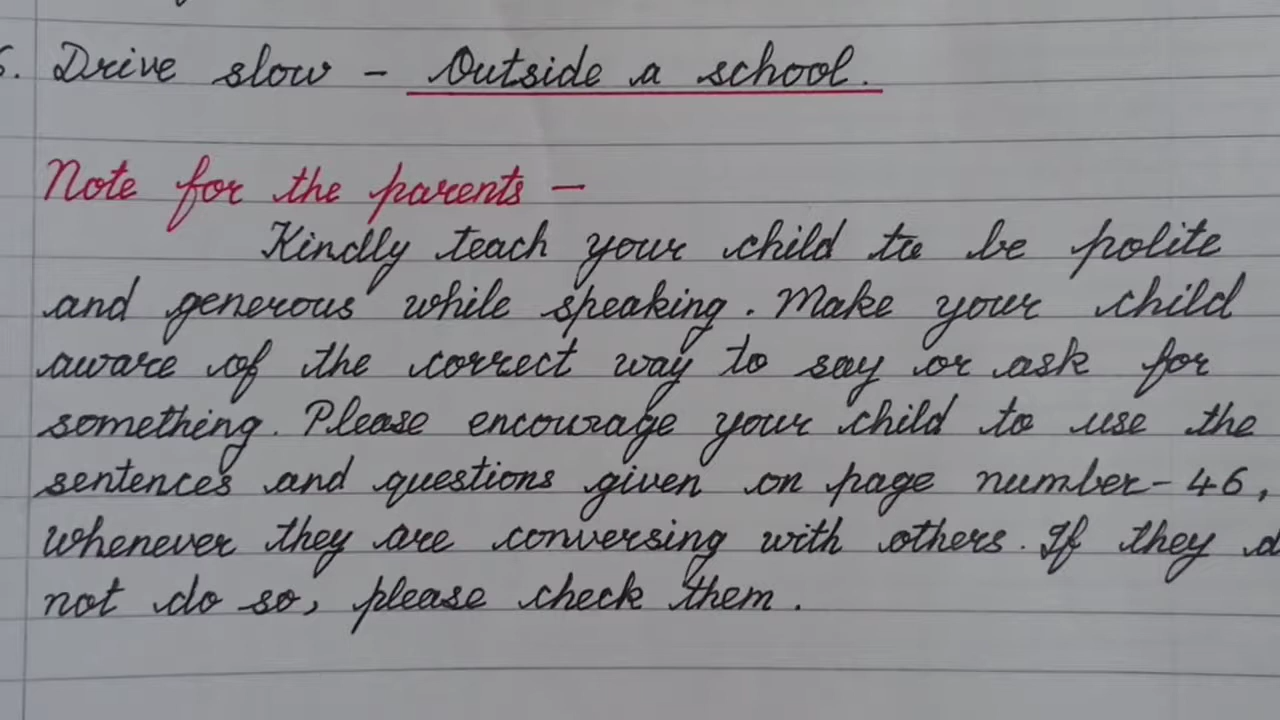 6. Drive slow - Outside a school.
Note for the parents -
Kindly teach your child to be polite
and generous while speaking. Make your child
aware of the correct way to say or ask for
something. Please encourage your child to use the
sentences and questions given on page number - 46,
whenever they are conversing with others. If they
not do so, please check them.